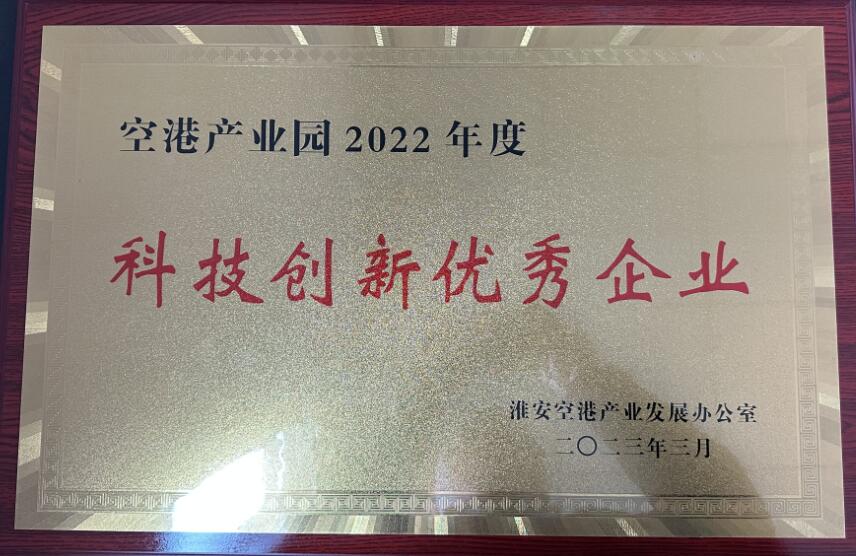 空港产业园2022年度
科技创新优秀企业
淮安空港产业发展办公室
二〇二三年三月